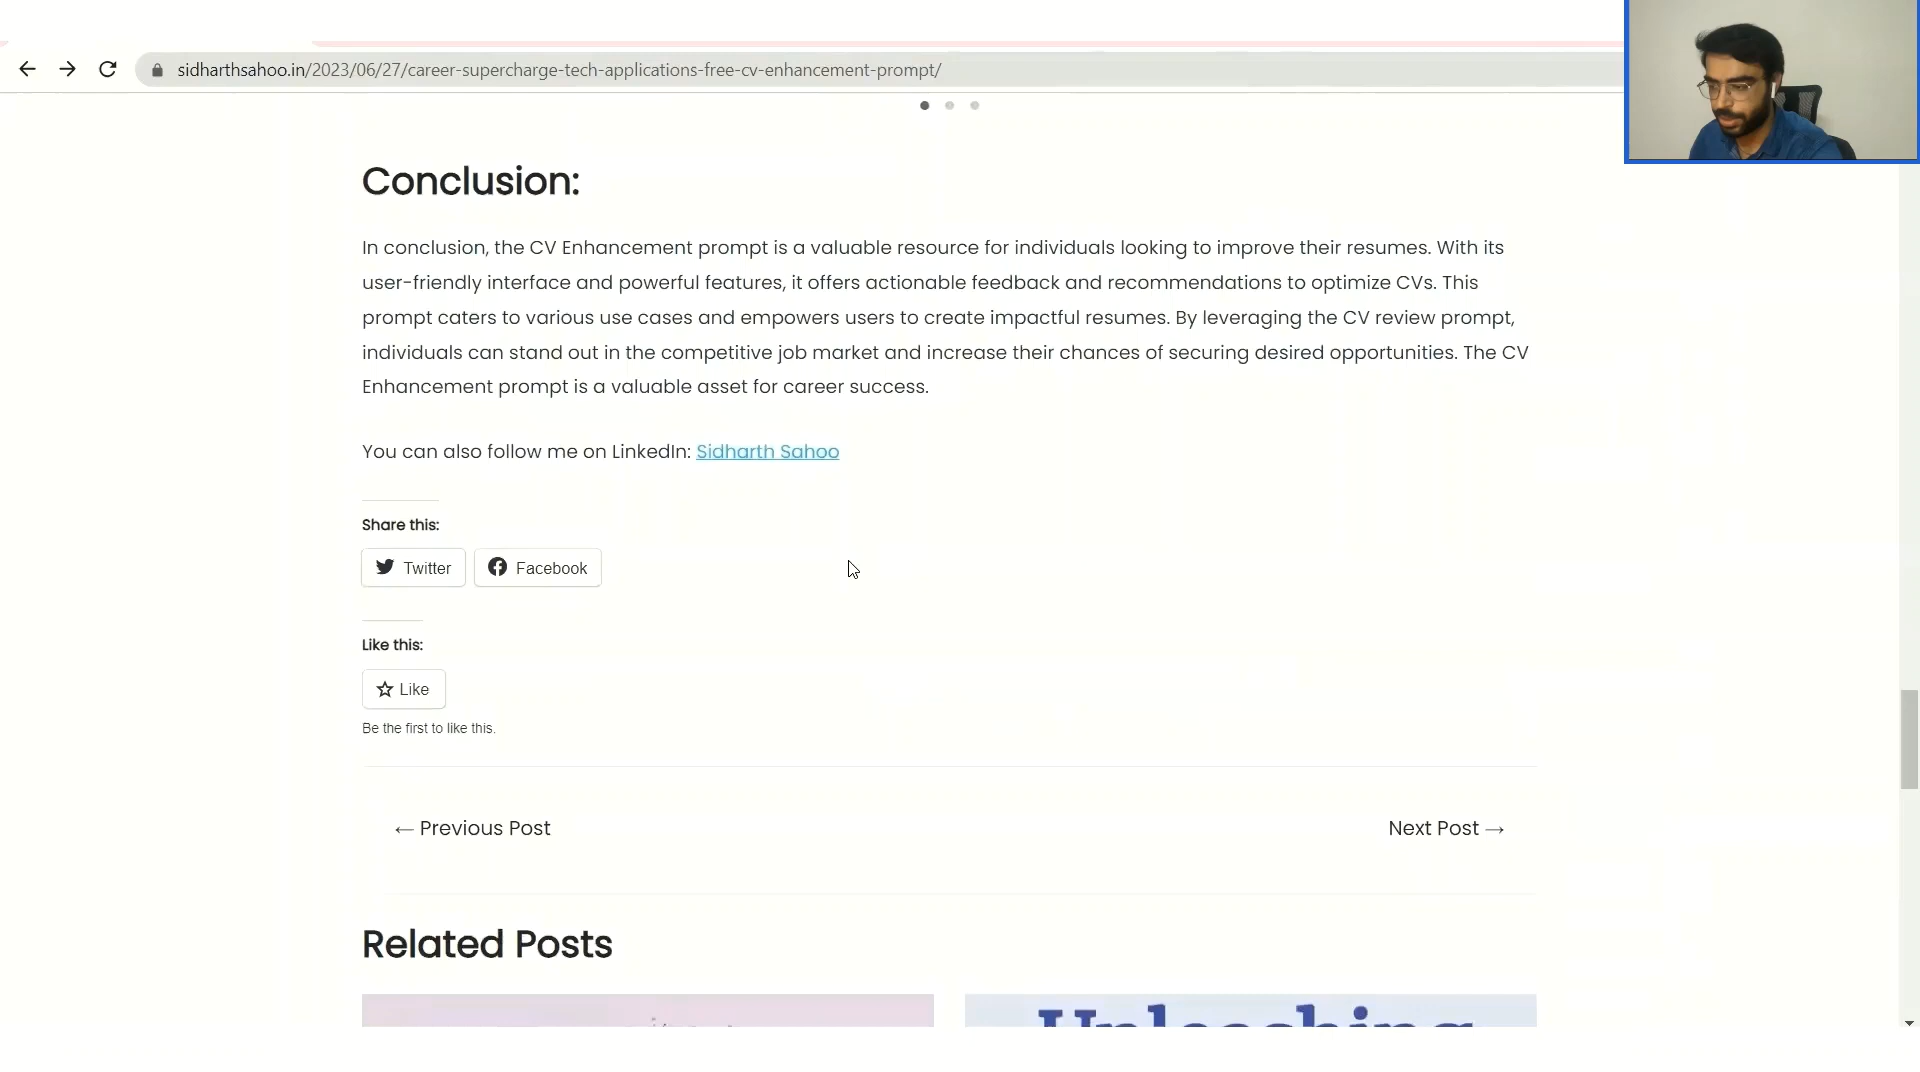 sidharthsahoo.in/2023/06/27/career-supercharge-tech-applications-free-cv-enhancement-prompt/
Conclusion:
In conclusion, the CV Enhancement prompt is a valuable resource for individuals looking to improve their resumes. With its
user-friendly interface and powerful features, it offers actionable feedback and recommendations to optimize CVs. This
prompt caters to various use cases and empowers users to create impactful resumes. By leveraging the CV review prompt,
individuals can stand out in the competitive job market and increase their chances of securing desired opportunities. The CV
Enhancement prompt is a valuable asset for career success.
You can also follow me on LinkedIn: Sidharth Sahoo
Share this:
Twitter Facebook
Like this:
Like
Be the first to like this.
← Previous Post Next Post →
Related Posts
Unleashing